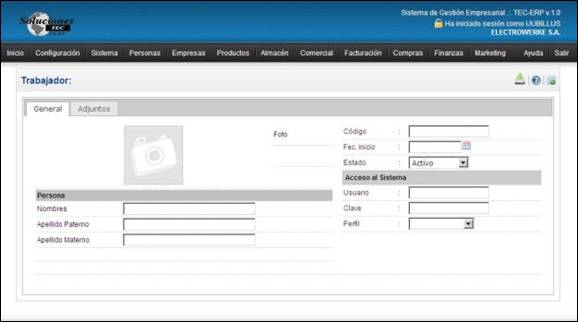 Soluciones
TEC
Sistema de Gestión Empresarial .:. TEC-ERP v 1.0
Ha iniciado sesión como UUBILLUS
ELECTROWERKE S.A.
Inicio Configuración Sistema Personas Empresas Productos Almacén Comercial Facturación Compras Finanzas Marketing Ayuda Salir
Trabajador:
General Adjuntos
Foto
Código :
Fec. inicio :
Estado : Activo
Acceso al Sistema
Usuario :
Clave :
Perfil :
Persona
Nombres
Apellido Paterno
Apellido Materno